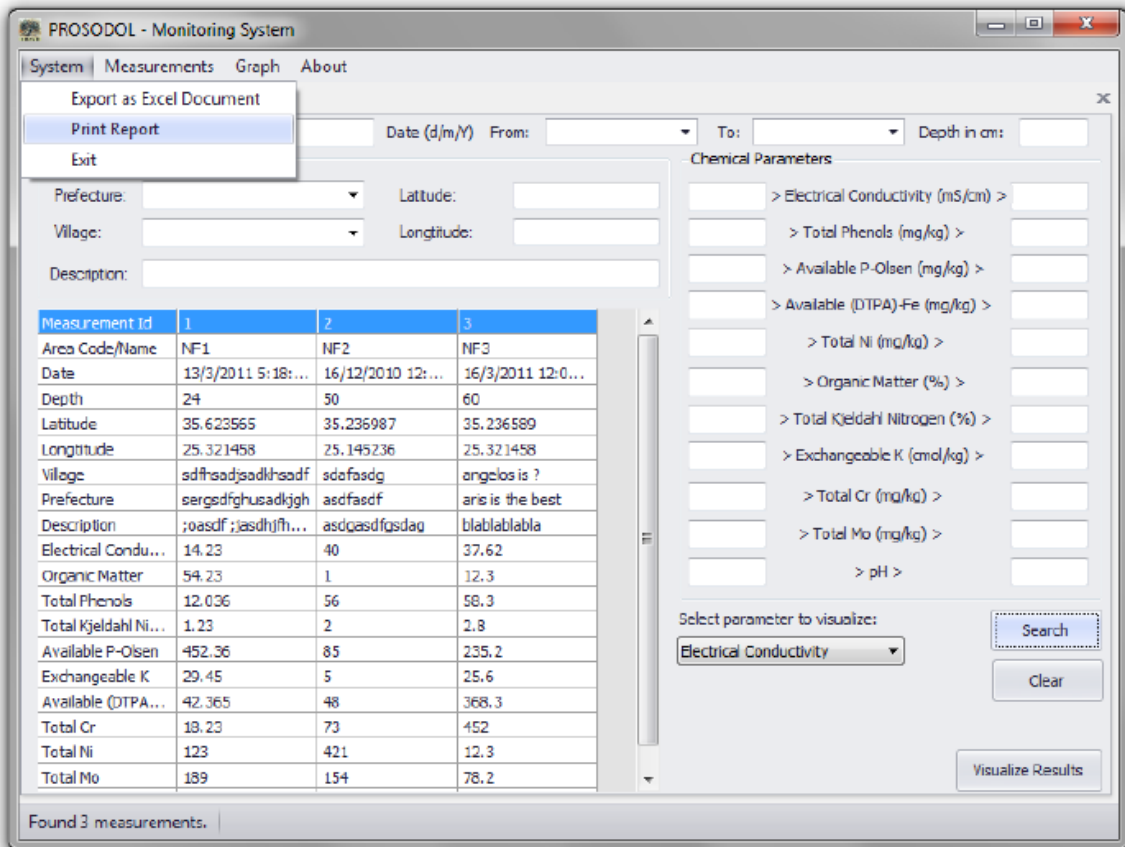 PROSODOL - Monitoring System
System Measurements Graph About
Export as Excel Document
Print Report
Exit
Date (d/m/Y) From: To: Depth in cm:
Prefecture: Latitude:
Village: Longtitude:
Description:
Chemical Parameters
> Electrical Conductivity (mS/cm) >
> Total Phenols (mg/kg) >
> Available P-Olsen (mg/kg) >
> Available (DTPA)-Fe (mg/kg) >
> Total Ni (mg/kg) >
> Organic Matter (%) >
> Total Kjeldahl Nitrogen (%) >
> Exchangeable K (cmol/kg) >
> Total Cr (mg/kg) >
> Total Mo (mg/kg) >
> pH >
Measurement Id 1 2 3
Area Code/Name NF1 NF2 NF3
Date 13/3/2011 5:18:... 16/12/2010 12:... 16/3/2011 12:0...
Depth 24 50 60
Latitude 35.623565 35.236987 35.236589
Longtitude 25.321458 25.145236 25.321458
Village sdfhsadjsadkhsadf sdafasdg angelos is ?
Prefecture sergsdfghusadkjgh asdfasdf aris is the best
Description ;oasdf ;jasdhjfh... asdgasdfgsdag blablablabla
Electrical Condu... 14.23 40 37.62
Organic Matter 54.23 1 12.3
Total Phenols 12.036 56 58.3
Total Kjeldahl Ni... 1.23 2 2.8
Available P-Olsen 452.36 85 235.2
Exchangeable K 29.45 5 25.6
Available (DTPA... 42.365 48 368.3
Total Cr 18.23 73 452
Total Ni 123 421 12.3
Total Mo 189 154 78.2
Select parameter to visualize:
Electrical Conductivity
Search
Clear
Visualize Results
Found 3 measurements.